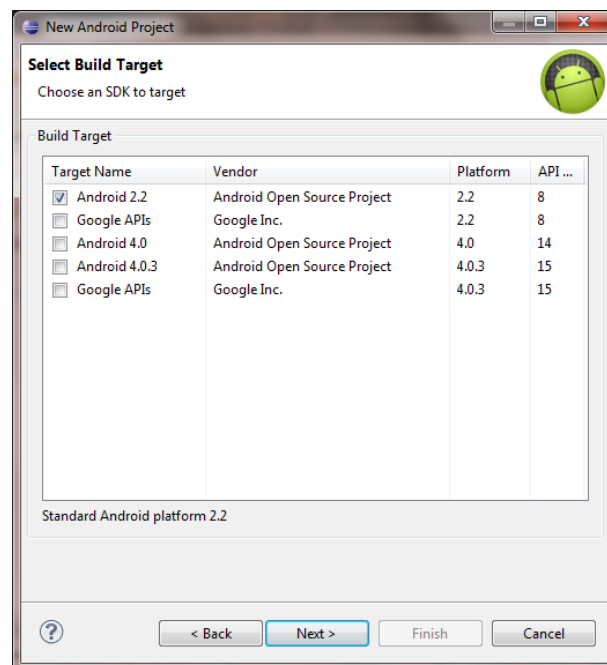 New Android Project
Select Build Target
Choose an SDK to target
Build Target
Target Name Vendor Platform API ...
Android 2.2 Android Open Source Project 2.2 8
Google APIs Google Inc. 2.2 8
Android 4.0 Android Open Source Project 4.0 14
Android 4.0.3 Android Open Source Project 4.0.3 15
Google APIs Google Inc. 4.0.3 15
Standard Android platform 2.2
? < Back Next > Finish Cancel